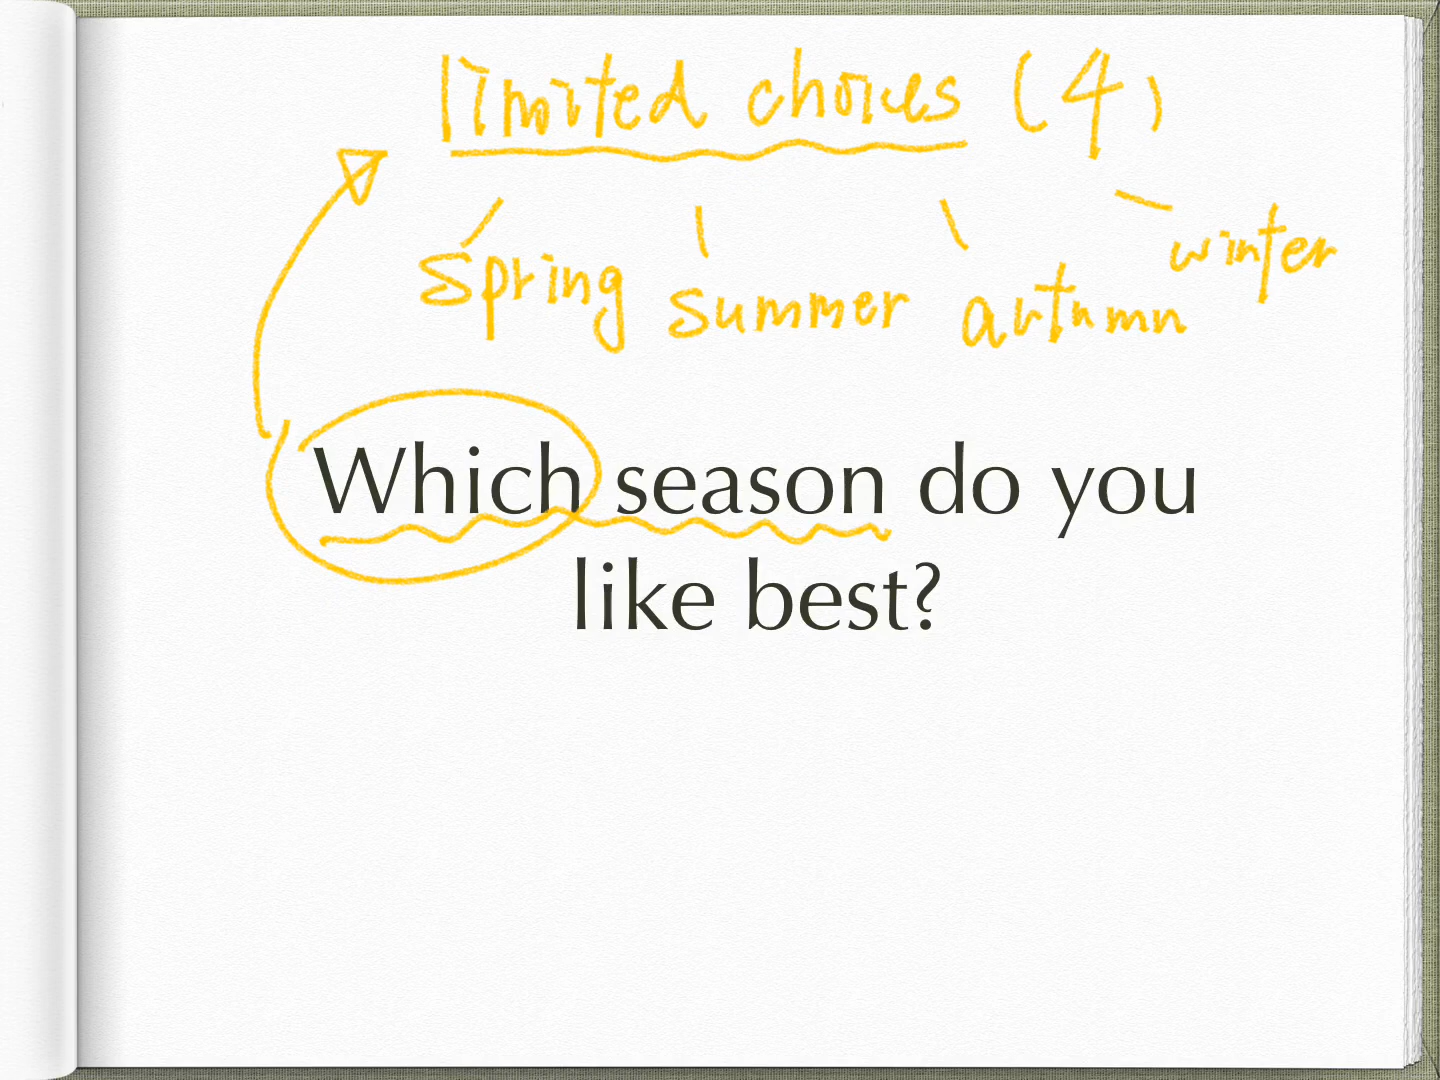 limited choices (4)
spring summer autumn winter
Which season do you
like best?